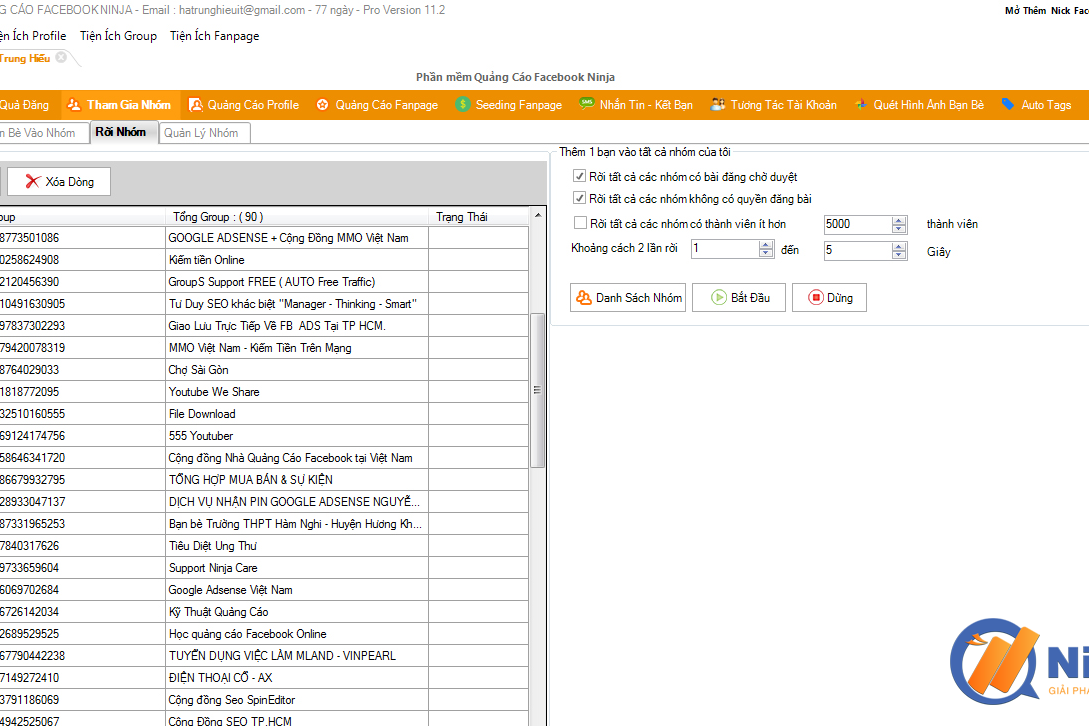 G CÁO FACEBOOK NINJA - Email : hatrunghieuit@gmail.com - 77 ngày - Pro Version 11.2
Mở Thêm Nick Fac
ện Ích Profile Tiện Ích Group Tiện Ích Fanpage
Trung Hiếu
Phần mềm Quảng Cáo Facebook Ninja
Quả Đăng Tham Gia Nhóm Quảng Cáo Profile Quảng Cáo Fanpage Seeding Fanpage Nhắn Tin - Kết Bạn Tương Tác Tài Khoản Quét Hình Ảnh Bạn Bè Auto Tags
n Bè Vào Nhóm Rời Nhóm Quản Lý Nhóm
Xóa Dòng
oup Tổng Group : ( 90 ) Trạng Thái
8773501086 GOOGLE ADSENSE + Cộng Đồng MMO Việt Nam
0258624908 Kiếm tiền Online
2120456390 GroupS Support FREE ( AUTO Free Traffic)
10491630905 Tư Duy SEO khác biệt "Manager - Thinking - Smart"
97837302293 Giao Lưu Trực Tiếp Về FB ADS Tại TP HCM.
79420078319 MMO Việt Nam - Kiếm Tiền Trên Mạng
8764029033 Chợ Sài Gòn
1818772095 Youtube We Share
32510160555 File Download
69124174756 555 Youtuber
58646341720 Cộng đồng Nhà Quảng Cáo Facebook tại Việt Nam
86679932795 TỔNG HỢP MUA BÁN & SỰ KIỆN
28933047137 DỊCH VỤ NHẬN PIN GOOGLE ADSENSE NGUYỄ...
87331965253 Bạn bè Trường THPT Hàm Nghi - Huyện Hương Kh...
7840317626 Tiêu Diệt Ung Thư
9733659604 Support Ninja Care
6069702684 Google Adsense Việt Nam
6726142034 Kỹ Thuật Quảng Cáo
2689529525 Học quảng cáo Facebook Online
67790442238 TUYỂN DỤNG VIỆC LÀM MLAND - VINPEARL
7149272410 ĐIỆN THOẠI CỔ - AX
3791186069 Cộng đồng Seo SpinEditor
4942525067 Cộng Đồng SEO TP.HCM
Thêm 1 bạn vào tất cả nhóm của tôi
Rời tất cả các nhóm có bài đăng chờ duyệt
Rời tất cả các nhóm không có quyền đăng bài
Rời tất cả các nhóm có thành viên ít hơn 5000 thành viên
Khoảng cách 2 lần rời 1 đến 5 Giây
Danh Sách Nhóm Bắt Đầu Dừng
Ni
GIẢI PHÁ